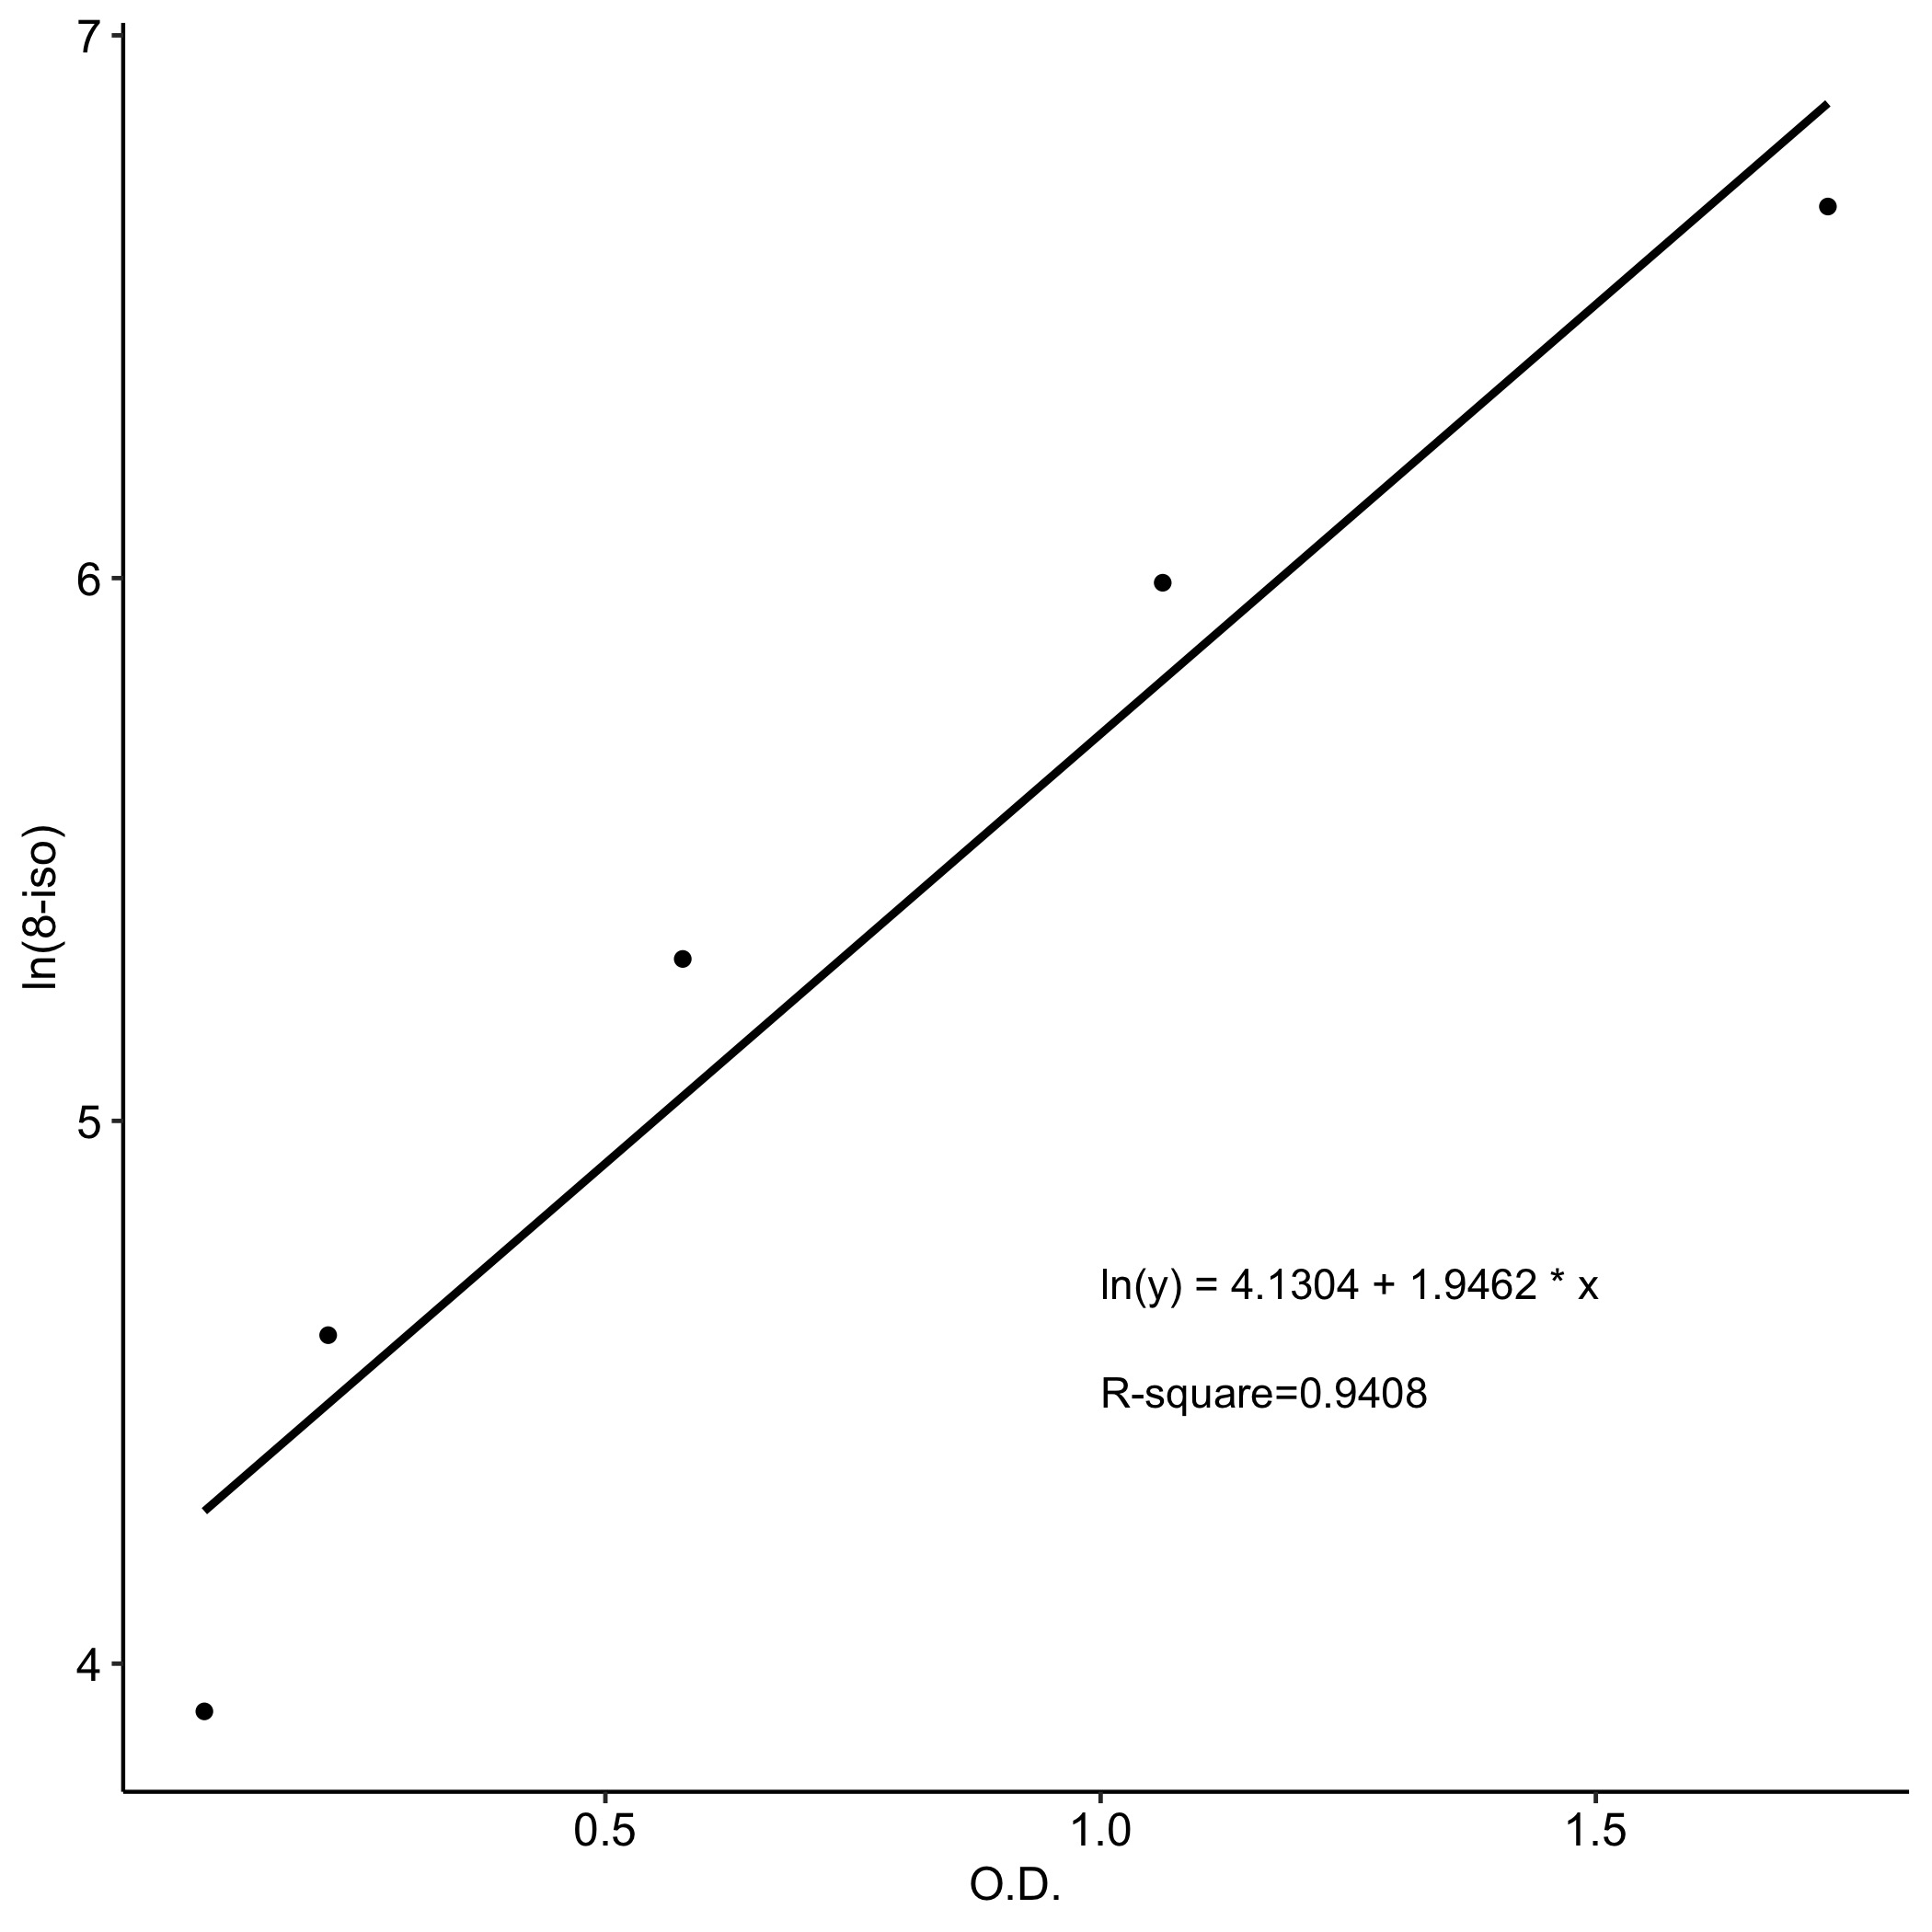 7
6
5
4
ln(8-iso)
ln(y) = 4.1304 + 1.9462 * x
R-square=0.9408
0.5 1.0 1.5
O.D.